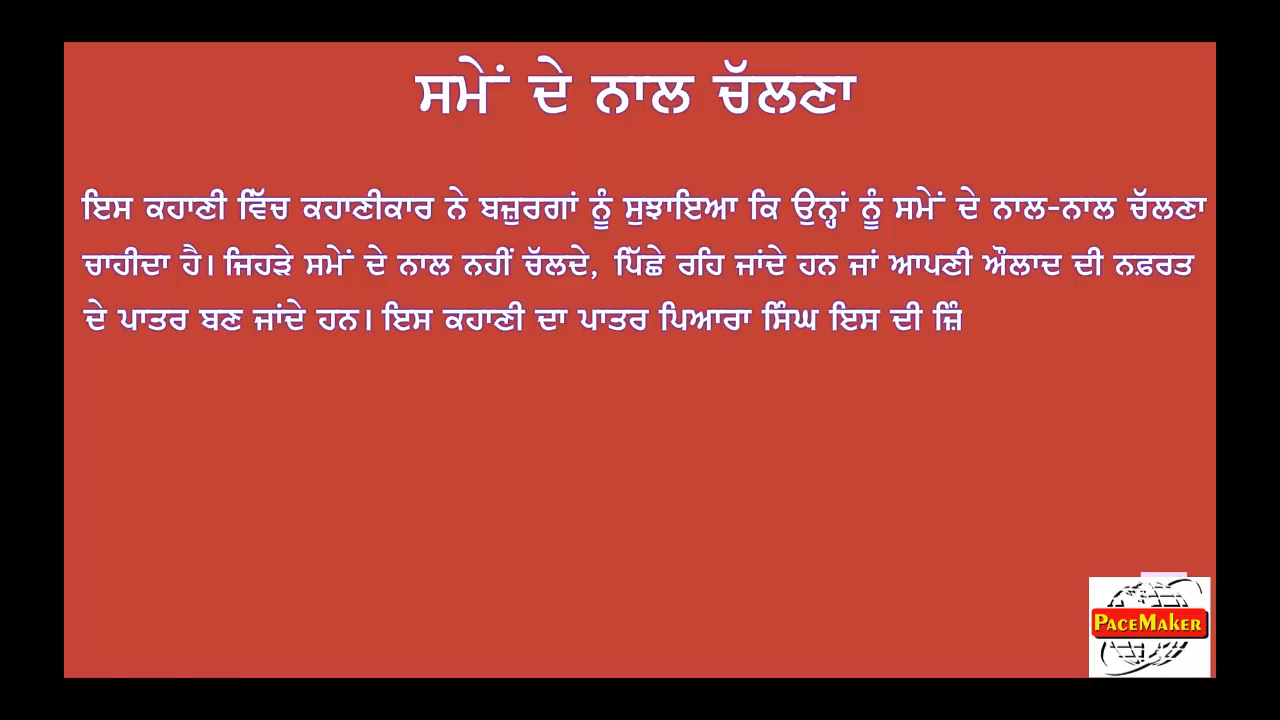 ਸਮੇਂ ਦੇ ਨਾਲ ਚੱਲਣਾ
ਇਸ ਕਹਾਣੀ ਵਿੱਚ ਕਹਾਣੀਕਾਰ ਨੇ ਬਜ਼ੁਰਗਾਂ ਨੂੰ ਸੁਝਾਇਆ ਕਿ ਉਨ੍ਹਾਂ ਨੂੰ ਸਮੇਂ ਦੇ ਨਾਲ-ਨਾਲ ਚੱਲਣਾ
ਚਾਹੀਦਾ ਹੈ। ਜਿਹੜੇ ਸਮੇਂ ਦੇ ਨਾਲ ਨਹੀਂ ਚੱਲਦੇ, ਪਿੱਛੇ ਰਹਿ ਜਾਂਦੇ ਹਨ ਜਾਂ ਆਪਣੀ ਔਲਾਦ ਦੀ ਨਫ਼ਰਤ
ਦੇ ਪਾਤਰ ਬਣ ਜਾਂਦੇ ਹਨ। ਇਸ ਕਹਾਣੀ ਦਾ ਪਾਤਰ ਪਿਆਰਾ ਸਿੰਘ ਇਸ ਦੀ ਜ਼ਿੰ
PACEMAKER